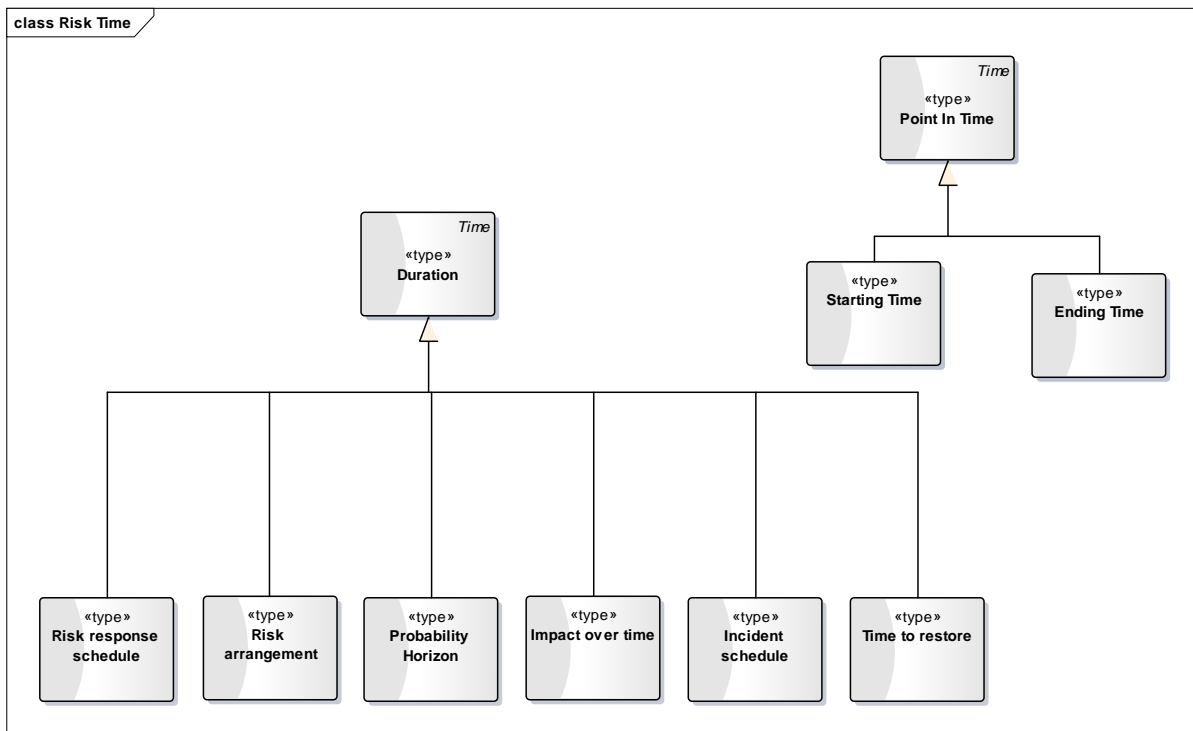 class Risk Time
Time
«type»
Point In Time
Time
«type»
Duration
«type»
Starting Time
«type»
Ending Time
«type»
Risk response
schedule
«type»
Risk
arrangement
«type»
Probability
Horizon
«type»
Impact over time
«type»
Incident
schedule
«type»
Time to restore